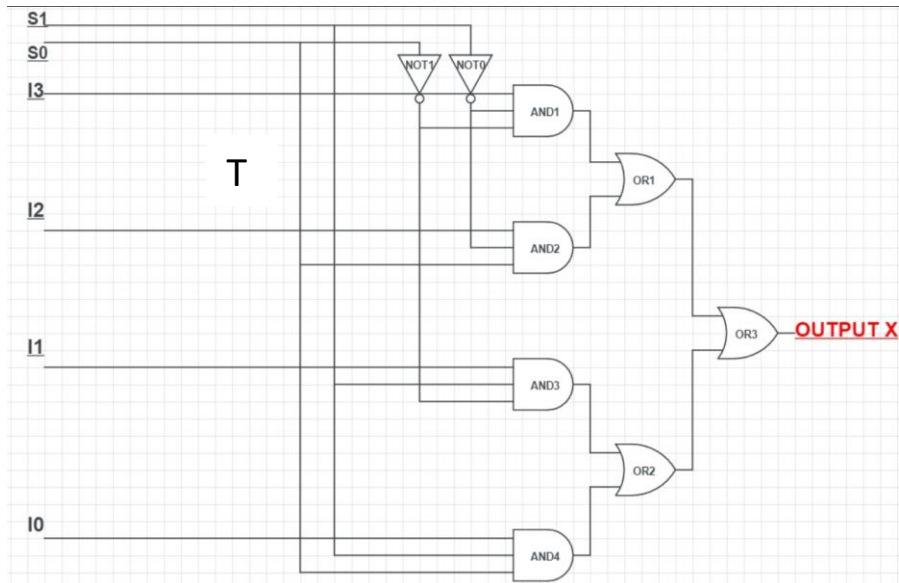 S1
S0
NOT1
NOT0
I3
AND1
T
OR1
I2
AND2
OR3
OUTPUT X
I1
AND3
OR2
I0
AND4